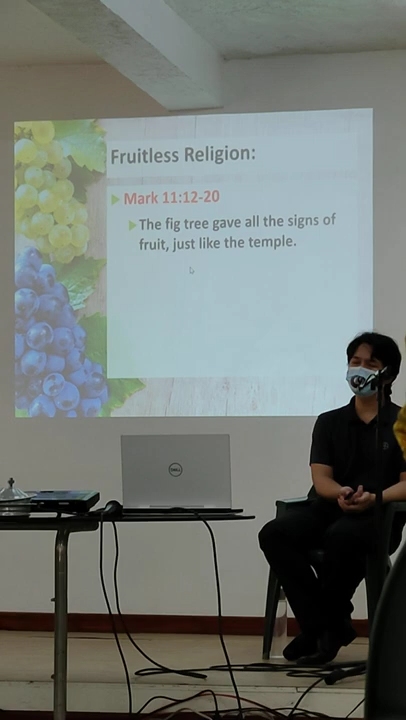 Fruitless Religion:
Mark 11:12-20
The fig tree gave all the signs of
fruit, just like the temple.
DELL